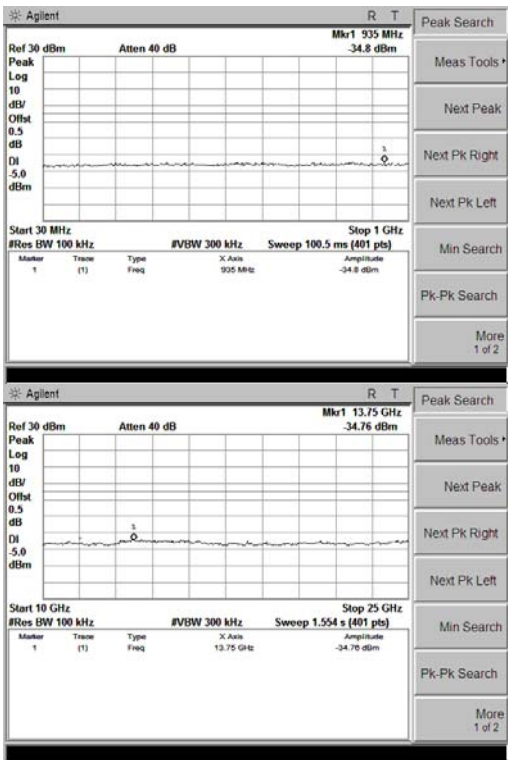 Agilent R T
Peak Search
Mkr1 935 MHz
Ref 30 dBm Atten 40 dB -34.8 dBm
Peak
Log
10
dB/
Offst
0.5
dB
DI
-5.0
dBm
1
Start 30 MHz Stop 1 GHz
#Res BW 100 kHz #VBW 300 kHz Sweep 100.5 ms (401 pts)
Marker Trace Type X Axis Amplitude
1 (1) Freq 935 MHz -34.8 dBm
Meas Tools
Next Peak
Next Pk Right
Next Pk Left
Min Search
Pk-Pk Search
More
1 of 2
Agilent R T
Peak Search
Mkr1 13.75 GHz
Ref 30 dBm Atten 40 dB -34.76 dBm
Peak
Log
10
dB/
Offst
0.5
dB
DI
-5.0
dBm
1
Start 10 GHz Stop 25 GHz
#Res BW 100 kHz #VBW 300 kHz Sweep 1.554 s (401 pts)
Marker Trace Type X Axis Amplitude
1 (1) Freq 13.75 GHz -34.76 dBm
Meas Tools
Next Peak
Next Pk Right
Next Pk Left
Min Search
Pk-Pk Search
More
1 of 2